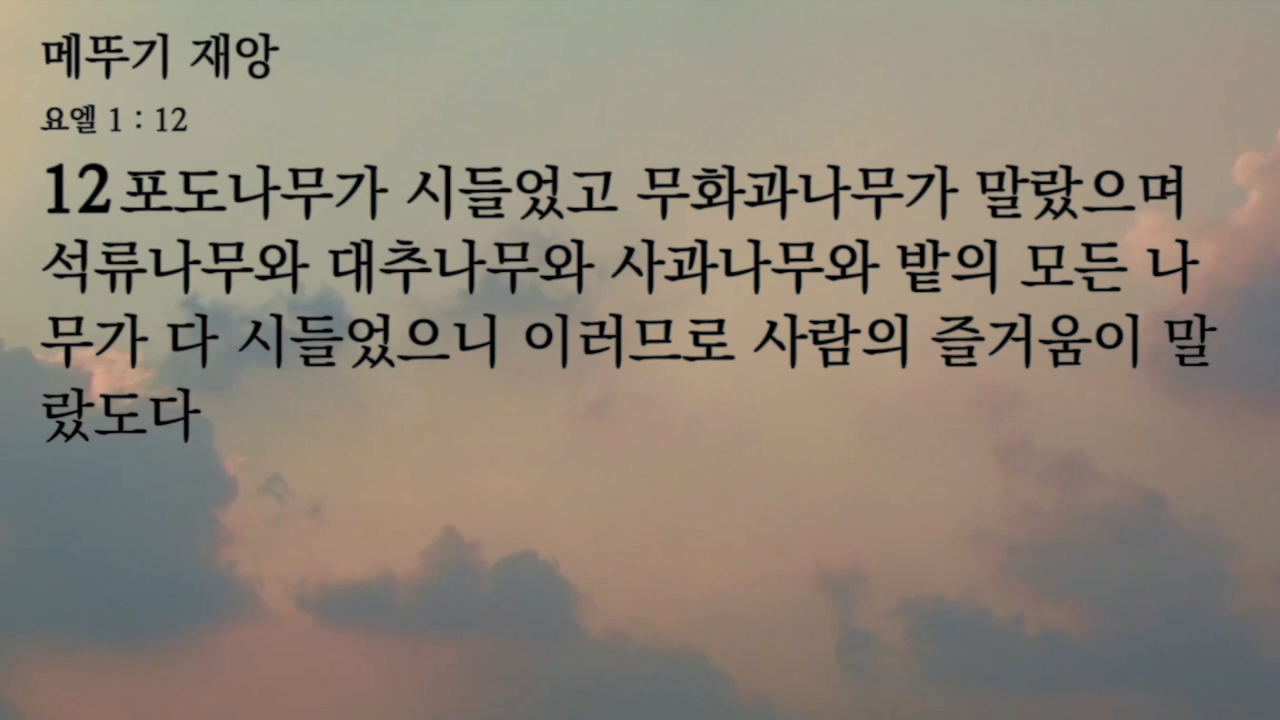 메뚜기 재앙
요엘 1 : 12
12 포도나무가 시들었고 무화과나무가 말랐으며
석류나무와 대추나무와 사과나무와 밭의 모든 나
무가 다 시들었으니 이러므로 사람의 즐거움이 말
랐도다